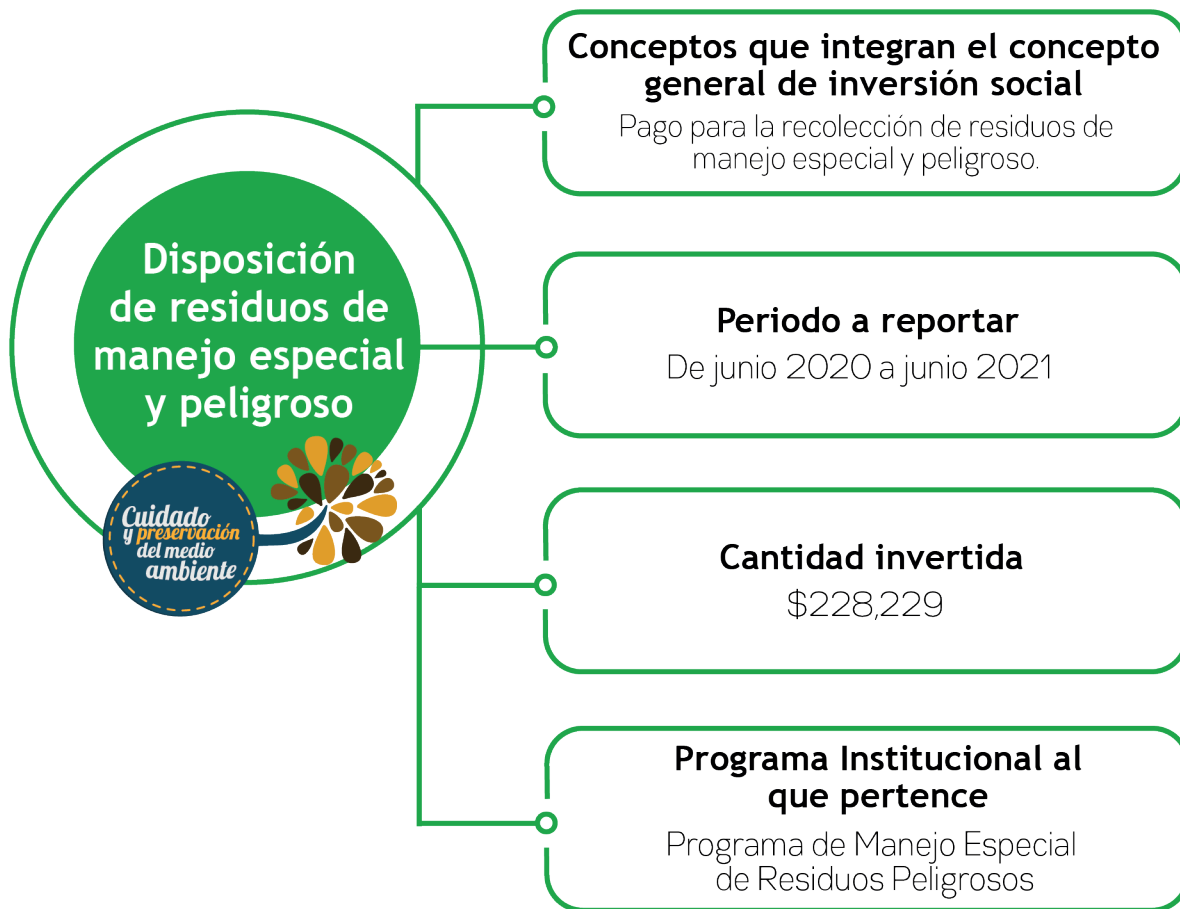 Disposición
de residuos de
manejo especial
y peligroso
Cuidado
y preservación
del medio
ambiente
Conceptos que integran el concepto
general de inversión social
Pago para la recolección de residuos de
manejo especial y peligroso.
Periodo a reportar
De junio 2020 a junio 2021
Cantidad invertida
$228,229
Programa Institucional al
que pertence
Programa de Manejo Especial
de Residuos Peligrosos